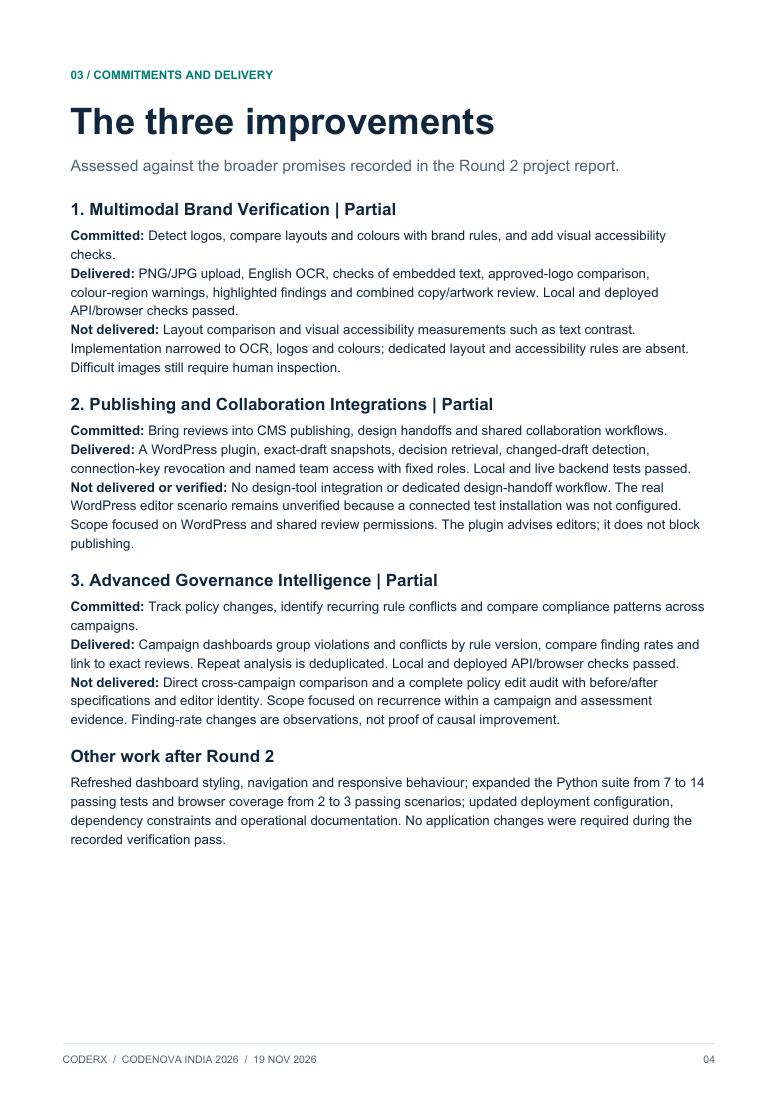 03 / COMMITMENTS AND DELIVERY
The three improvements
Assessed against the broader promises recorded in the Round 2 project report.
1. Multimodal Brand Verification | Partial
Committed: Detect logos, compare layouts and colours with brand rules, and add visual accessibility
checks.
Delivered: PNG/JPG upload, English OCR, checks of embedded text, approved-logo comparison,
colour-region warnings, highlighted findings and combined copy/artwork review. Local and deployed
API/browser checks passed.
Not delivered: Layout comparison and visual accessibility measurements such as text contrast.
Implementation narrowed to OCR, logos and colours; dedicated layout and accessibility rules are absent.
Difficult images still require human inspection.
2. Publishing and Collaboration Integrations | Partial
Committed: Bring reviews into CMS publishing, design handoffs and shared collaboration workflows.
Delivered: A WordPress plugin, exact-draft snapshots, decision retrieval, changed-draft detection,
connection-key revocation and named team access with fixed roles. Local and live backend tests passed.
Not delivered or verified: No design-tool integration or dedicated design-handoff workflow. The real
WordPress editor scenario remains unverified because a connected test installation was not configured.
Scope focused on WordPress and shared review permissions. The plugin advises editors; it does not block
publishing.
3. Advanced Governance Intelligence | Partial
Committed: Track policy changes, identify recurring rule conflicts and compare compliance patterns across
campaigns.
Delivered: Campaign dashboards group violations and conflicts by rule version, compare finding rates and
link to exact reviews. Repeat analysis is deduplicated. Local and deployed API/browser checks passed.
Not delivered: Direct cross-campaign comparison and a complete policy edit audit with before/after
specifications and editor identity. Scope focused on recurrence within a campaign and assessment
evidence. Finding-rate changes are observations, not proof of causal improvement.
Other work after Round 2
Refreshed dashboard styling, navigation and responsive behaviour; expanded the Python suite from 7 to 14
passing tests and browser coverage from 2 to 3 passing scenarios; updated deployment configuration,
dependency constraints and operational documentation. No application changes were required during the
recorded verification pass.
CODERX / CODENOVA INDIA 2026 / 19 NOV 2026
04